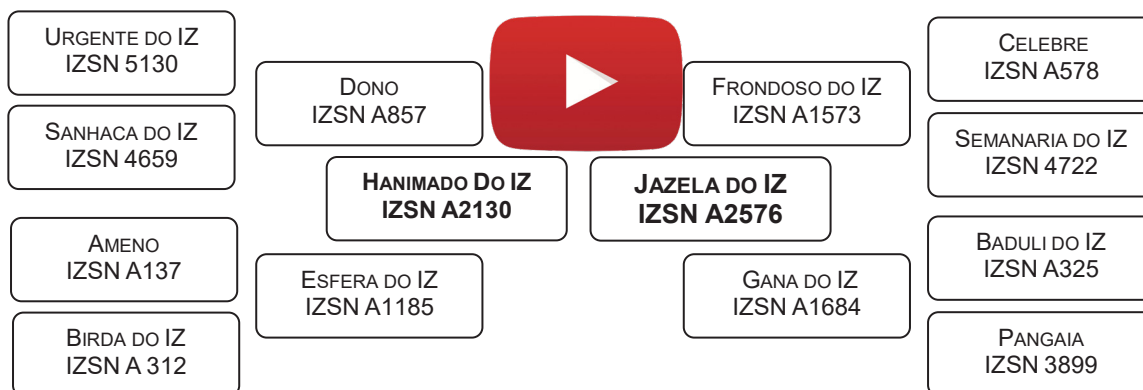 URGENTE DO IZ
IZSN 5130
SANHACA DO IZ
IZSN 4659
AMENO
IZSN A137
BIRDA DO IZ
IZSN A 312
DONO
IZSN A857
ESFERA DO IZ
IZSN A1185
HANIMADO DO IZ
IZSN A2130
JAZELA DO IZ
IZSN A2576
FRONDOSO DO IZ
IZSN A1573
GANA DO IZ
IZSN A1684
CELEBRE
IZSN A578
SEMANARIA DO IZ
IZSN 4722
BADULI DO IZ
IZSN A325
PANGAIA
IZSN 3899